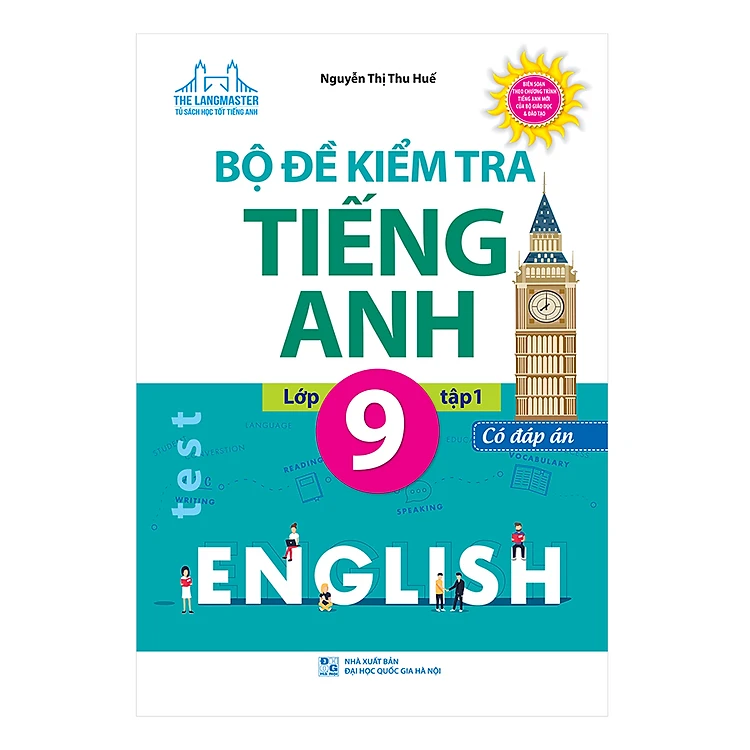 THE LANGMASTER
TỦ SÁCH HỌC TỐT TIẾNG ANH
Nguyễn Thị Thu Huế
BIÊN SOẠN
THEO CHƯƠNG TRÌNH
TIẾNG ANH MỚI
CỦA BỘ GIÁO DỤC
& ĐÀO TẠO
BỘ ĐỀ KIỂM TRA
TIẾNG
ANH
Lớp 9 tập 1
Có đáp án
test
LANGUAGE
READING
WRITING
SPEAKING
VOCABULARY
ENGLISH
NHÀ XUẤT BẢN
ĐẠI HỌC QUỐC GIA HÀ NỘI